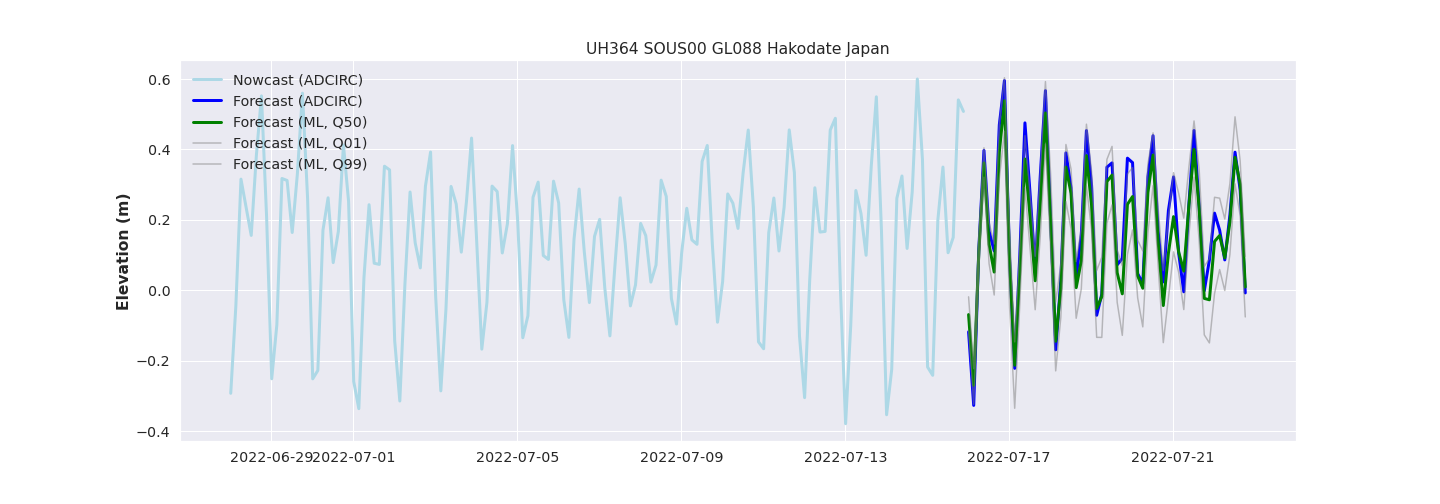 UH364 SOUS00 GL088 Hakodate Japan
Nowcast (ADCIRC)
Forecast (ADCIRC)
Forecast (ML, Q50)
Forecast (ML, Q01)
Forecast (ML, Q99)
Elevation (m)
0.6
0.4
0.2
0.0
−0.2
−0.4
2022-06-29 2022-07-01 2022-07-05 2022-07-09 2022-07-13 2022-07-17 2022-07-21